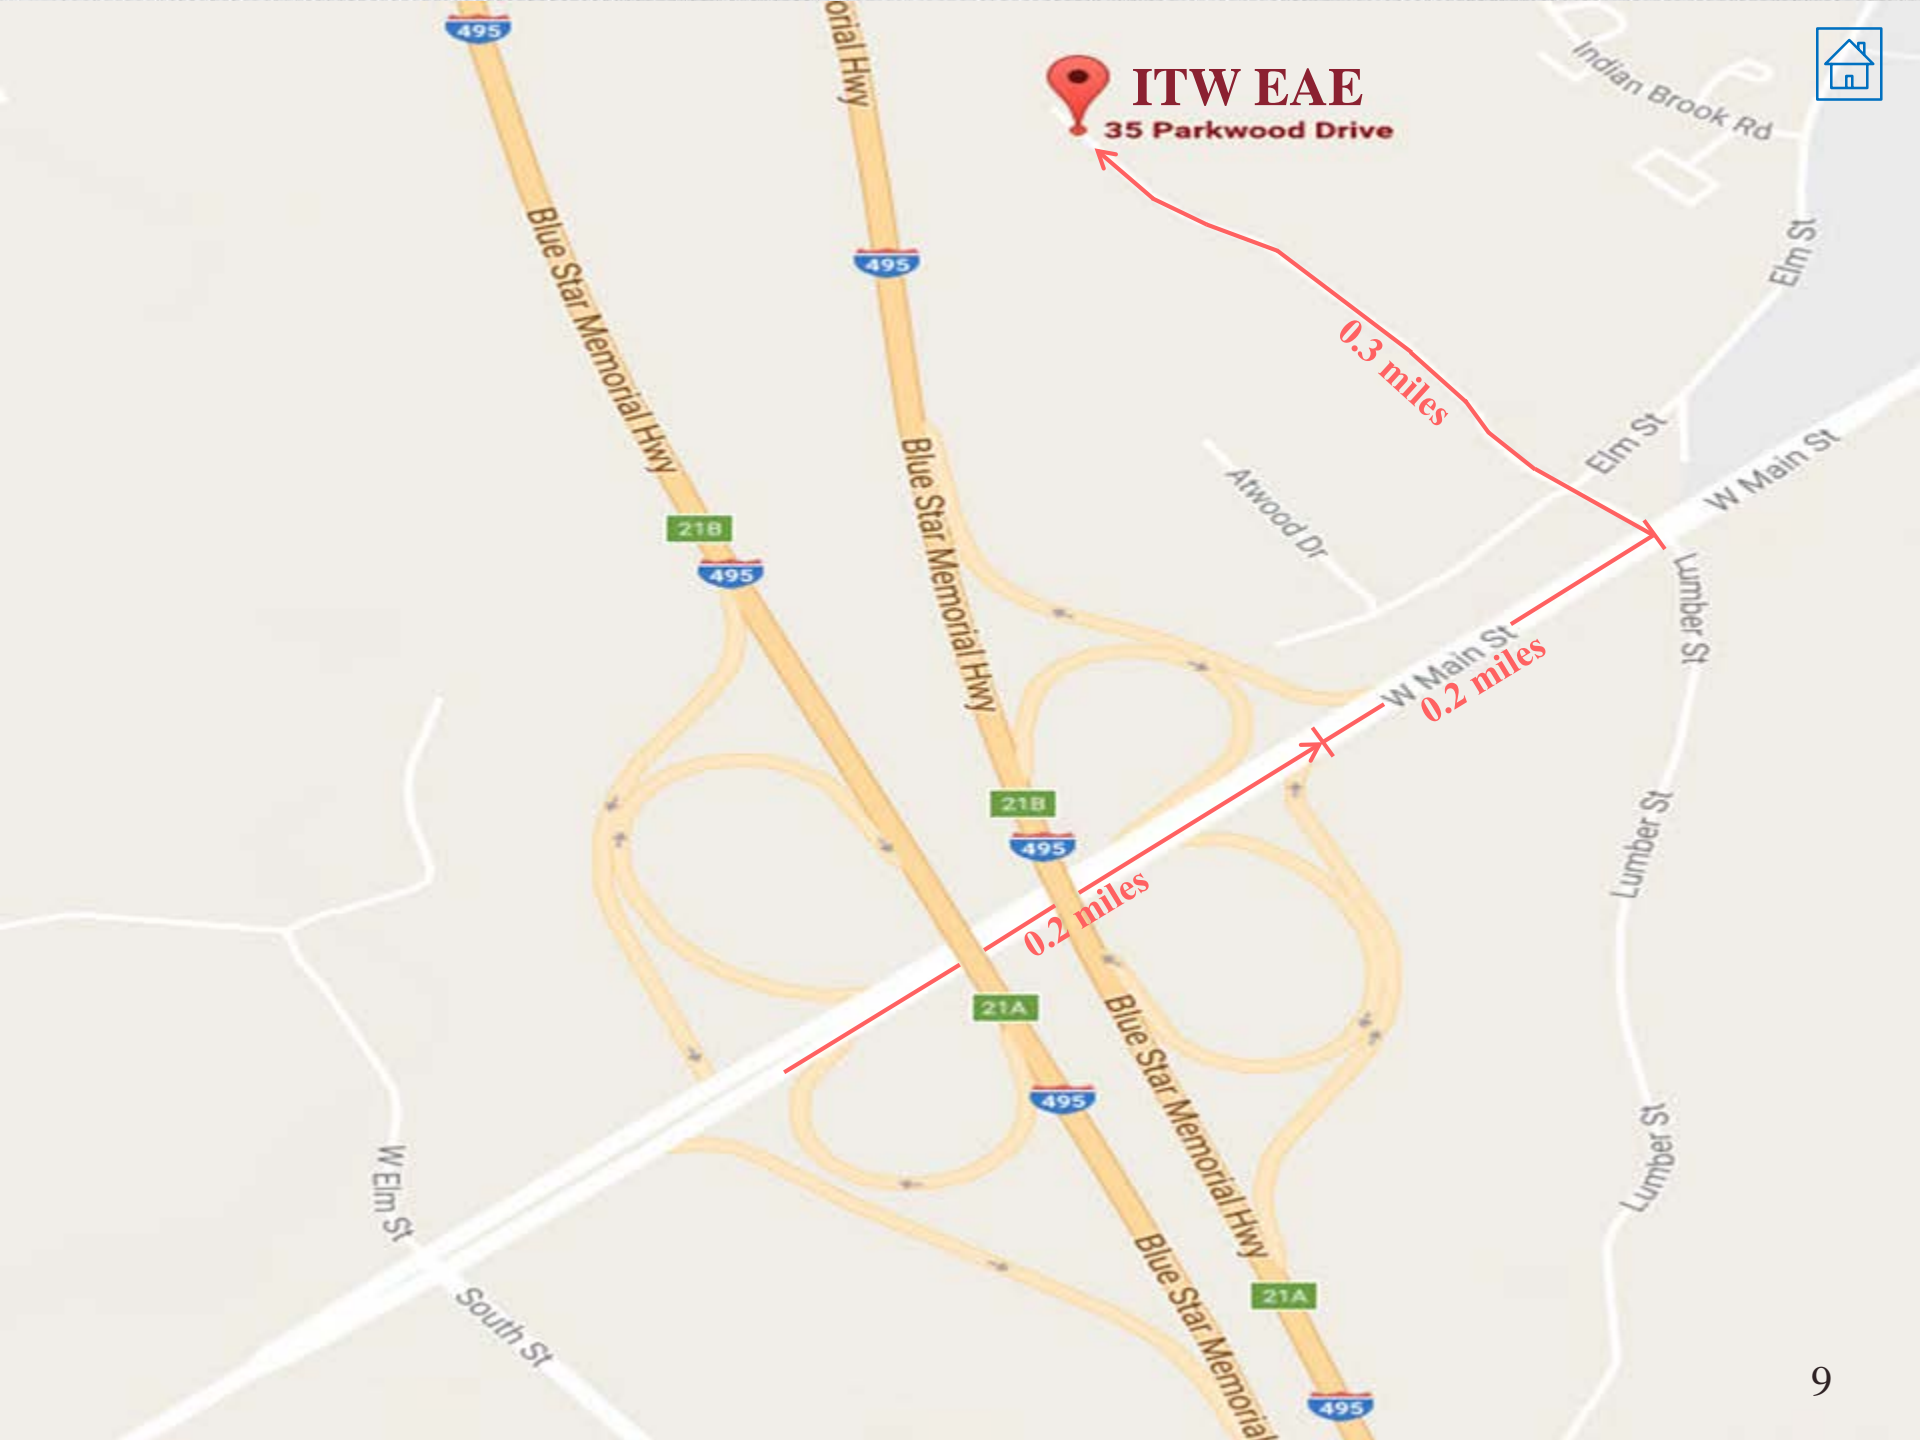 495
orial Hwy
ITW EAE
35 Parkwood Drive
Indian Brook Rd
Blue Star Memorial Hwy
495
Elm St
0.3 miles
Elm St
W Main St
Blue Star Memorial Hwy
Atwood Dr
21B
495
Lumber St
W Main St
0.2 miles
21B
495
Lumber St
0.2 miles
21A
495
Blue Star Memorial Hwy
W Elm St
Lumber St
Blue Star Memorial
South St
21A
495
9